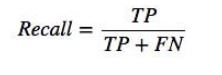 Recall = TP / TP + FN